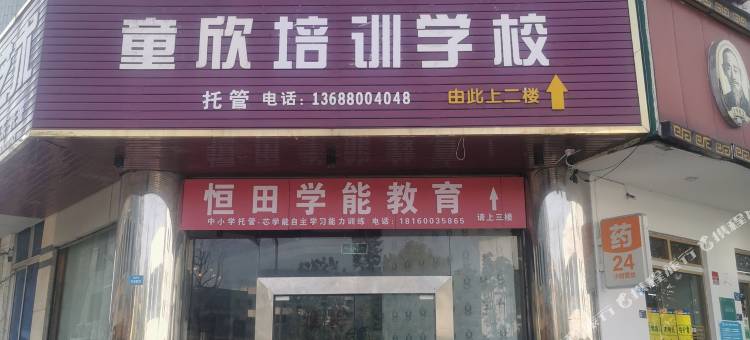 童欣培训学校
托管 电话：13688004048 由此上二楼
恒田学能教育
中小学托管·芯学能自主学习能力训练 电话：18160035865 请上三楼
药
24